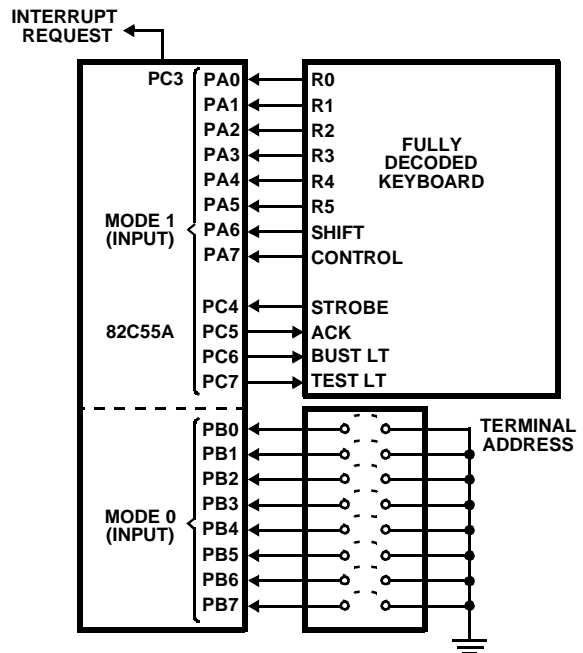 INTERRUPT
REQUEST
PC3 PA0 R0
PA1 R1
PA2 R2
PA3 R3
PA4 R4
PA5 R5
PA6 SHIFT
PA7 CONTROL
FULLY
DECODED
KEYBOARD
MODE 1
(INPUT)
PC4 STROBE
82C55A PC5 ACK
PC6 BUST LT
PC7 TEST LT
TERMINAL
ADDRESS
PB0
PB1
PB2
PB3
MODE 0
(INPUT)
PB4
PB5
PB6
PB7